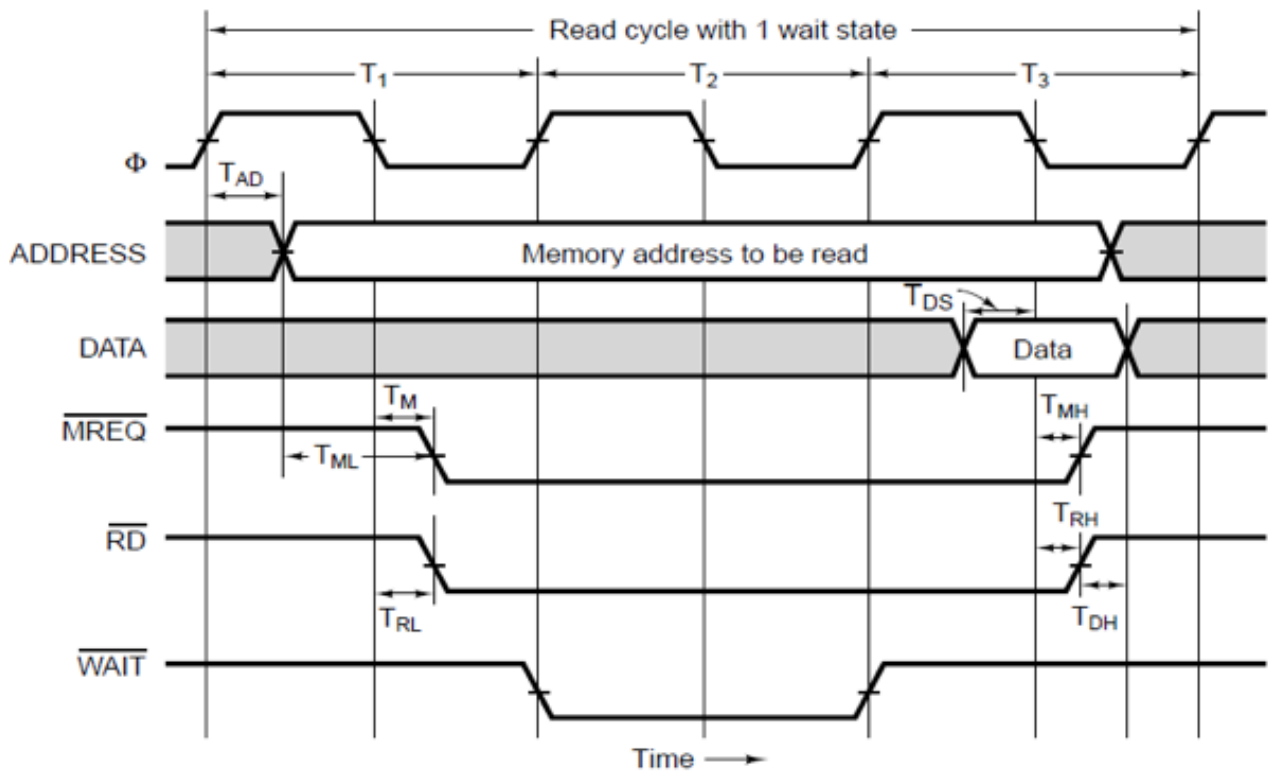 Read cycle with 1 wait state
T1 T2 T3
Φ
TAD
ADDRESS Memory address to be read
TDS
DATA Data
TM TMH
MREQ
TML
TRH
RD
TRL TDH
WAIT
Time